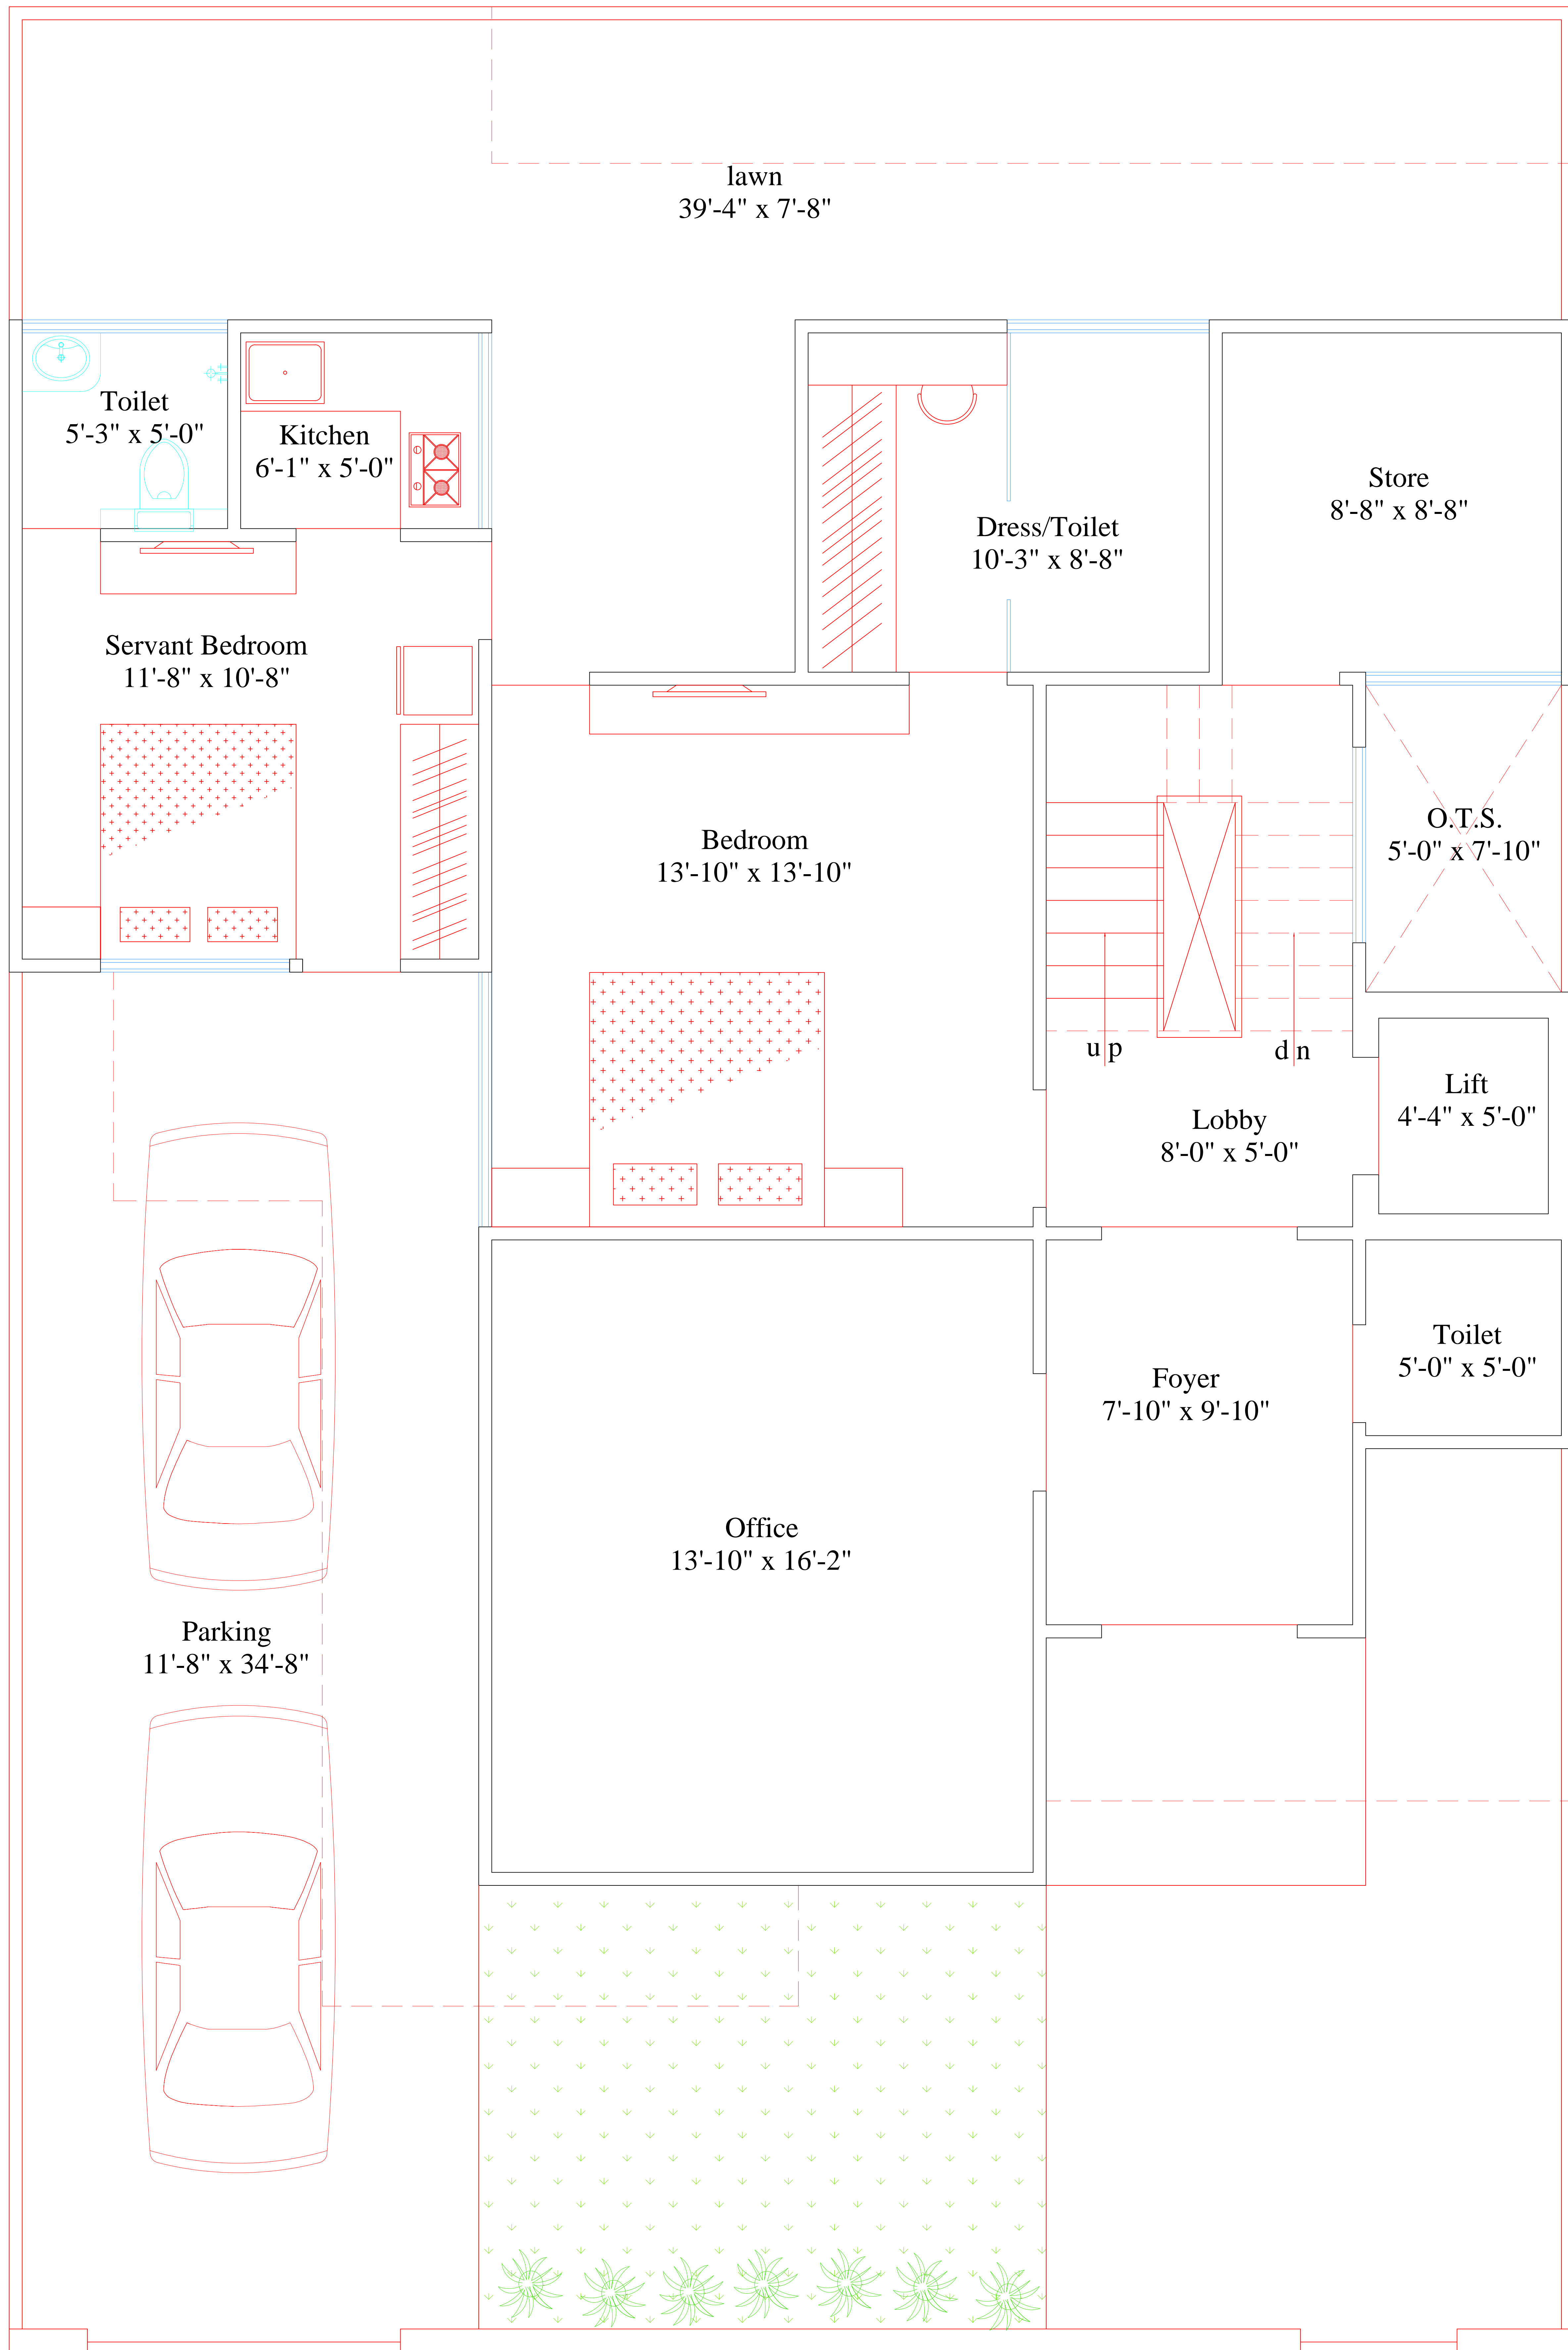 lawn
39'-4" x 7'-8"
Toilet
5'-3" x 5'-0"
Kitchen
6'-1" x 5'-0"
Store
8'-8" x 8'-8"
Dress/Toilet
10'-3" x 8'-8"
Servant Bedroom
11'-8" x 10'-8"
Bedroom
13'-10" x 13'-10"
O.T.S.
5'-0" x 7'-10"
up
dn
Lift
4'-4" x 5'-0"
Lobby
8'-0" x 5'-0"
Toilet
5'-0" x 5'-0"
Foyer
7'-10" x 9'-10"
Office
13'-10" x 16'-2"
Parking
11'-8" x 34'-8"